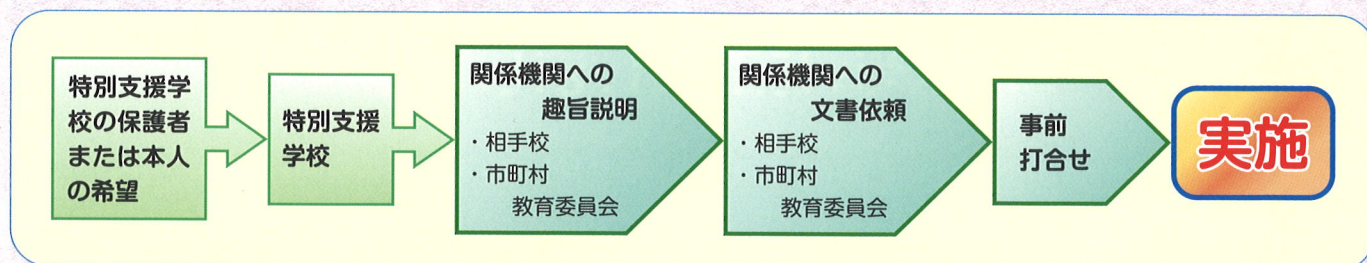 特別支援学
校の保護者
または本人
の希望
特別支援
学校
関係機関への
趣旨説明
・相手校
・市町村
教育委員会
関係機関への
文書依頼
・相手校
・市町村
教育委員会
事前
打合せ
実施